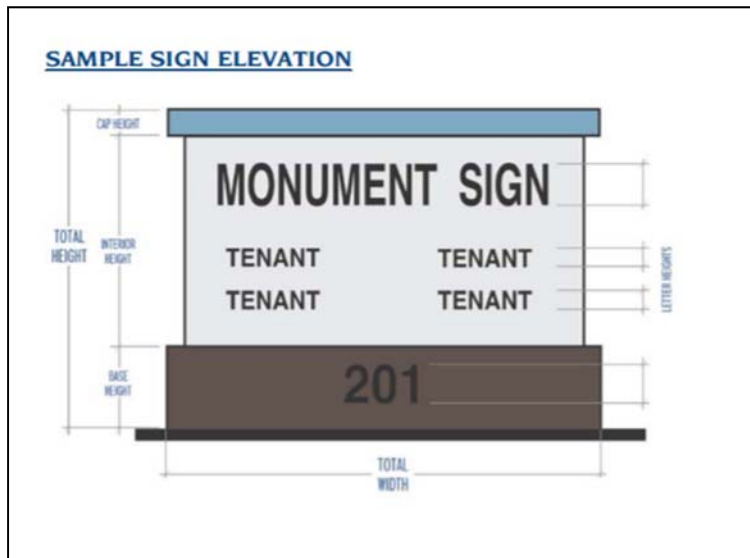 SAMPLE SIGN ELEVATION
CAP HEIGHT
MONUMENT SIGN
TOTAL
HEIGHT
INTERIOR
HEIGHT
TENANT TENANT
TENANT TENANT
LETTER HEIGHTS
BASE
HEIGHT
201
TOTAL
WIDTH